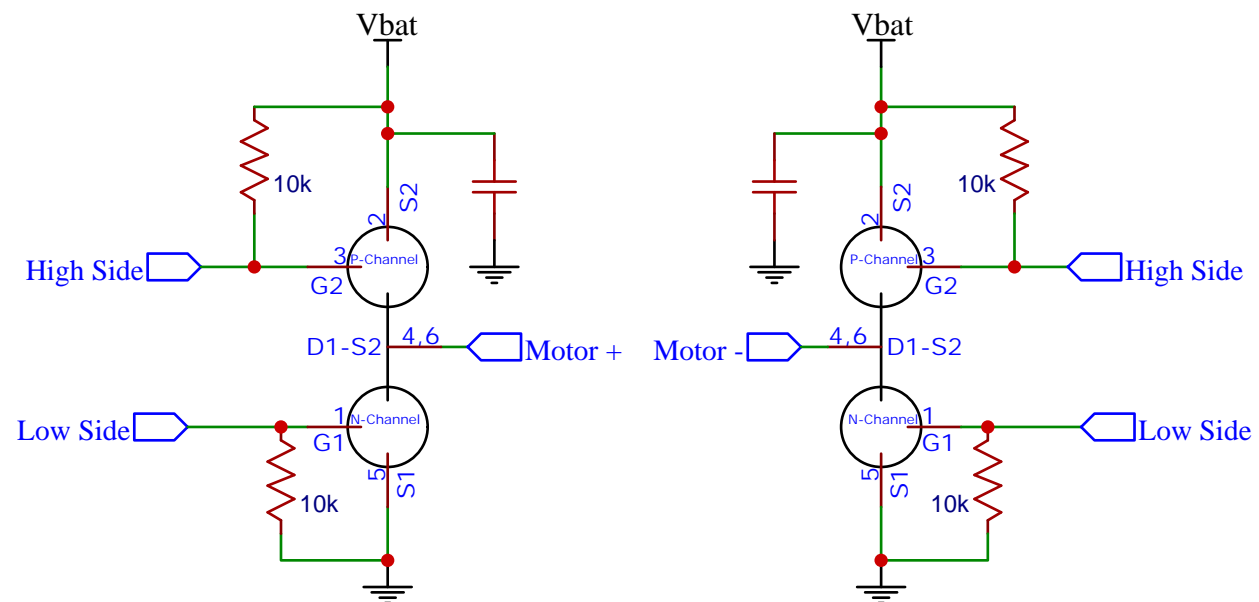 Vbat
Vbat
S2
S2
10k
10k
2
2
High Side
3
P-Channel
G2
P-Channel
3
G2
High Side
D1-S2
4,6
Motor +
Motor -
4,6
D1-S2
Low Side
1
N-Channel
G1
N-Channel
1
G1
Low Side
5
S1
5
S1
10k
10k